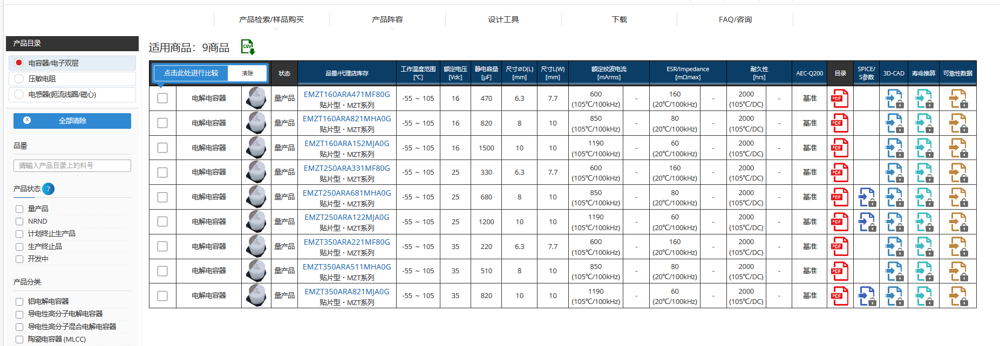 产品检索/样品购买
产品阵容
设计工具
下载
FAQ/咨询
产品目录
电容器/电子双层
压敏电阻
电感器(扼流线圈/磁心)
全部清除
品番
请输入产品目录上的料号
产品状态 ?
量产品
NRND
计划终止生产品
生产终止品
开发中
产品分类
铝电解电容器
导电性高分子电解电容器
导电性高分子混合电解电容器
陶瓷电容器 (MLCC)
适用商品：9商品 CSV
点击此处进行比较 清除 状态 品番/代理店库存 工作温度范围 [℃] 额定电压 [Vdc] 静电容量 [μF] 尺寸ØD(L) [mm] 尺寸L(W) [mm] 额定纹波电流 [mArms] ESR/Impedance [mΩmax] 耐久性 [hrs] AEC-Q200 目录 SPICE/ S参数 3D-CAD 寿命推算 可靠性数据
电解电容器 量产品 EMZT160ARA471MF80G 贴片型・MZT系列 -55 ~ 105 16 470 6.3 7.7 600 (105℃/100kHz) - 160 (20℃/100kHz) - 2000 (105℃/DC) - 基准 PDF
电解电容器 量产品 EMZT160ARA821MHA0G 贴片型・MZT系列 -55 ~ 105 16 820 8 10 850 (105℃/100kHz) - 80 (20℃/100kHz) - 2000 (105℃/DC) - 基准 PDF
电解电容器 量产品 EMZT160ARA152MJA0G 贴片型・MZT系列 -55 ~ 105 16 1500 10 10 1190 (105℃/100kHz) - 60 (20℃/100kHz) - 2000 (105℃/DC) - 基准 PDF
电解电容器 量产品 EMZT250ARA331MF80G 贴片型・MZT系列 -55 ~ 105 25 330 6.3 7.7 600 (105℃/100kHz) - 160 (20℃/100kHz) - 2000 (105℃/DC) - 基准 PDF
电解电容器 量产品 EMZT250ARA681MHA0G 贴片型・MZT系列 -55 ~ 105 25 680 8 10 850 (105℃/100kHz) - 80 (20℃/100kHz) - 2000 (105℃/DC) - 基准 PDF
电解电容器 量产品 EMZT250ARA122MJA0G 贴片型・MZT系列 -55 ~ 105 25 1200 10 10 1190 (105℃/100kHz) - 60 (20℃/100kHz) - 2000 (105℃/DC) - 基准 PDF
电解电容器 量产品 EMZT350ARA221MF80G 贴片型・MZT系列 -55 ~ 105 35 220 6.3 7.7 600 (105℃/100kHz) - 160 (20℃/100kHz) - 2000 (105℃/DC) - 基准 PDF
电解电容器 量产品 EMZT350ARA511MHA0G 贴片型・MZT系列 -55 ~ 105 35 510 8 10 850 (105℃/100kHz) - 80 (20℃/100kHz) - 2000 (105℃/DC) - 基准 PDF
电解电容器 量产品 EMZT350ARA821MJA0G 贴片型・MZT系列 -55 ~ 105 35 820 10 10 1190 (105℃/100kHz) - 60 (20℃/100kHz) - 2000 (105℃/DC) - 基准 PDF